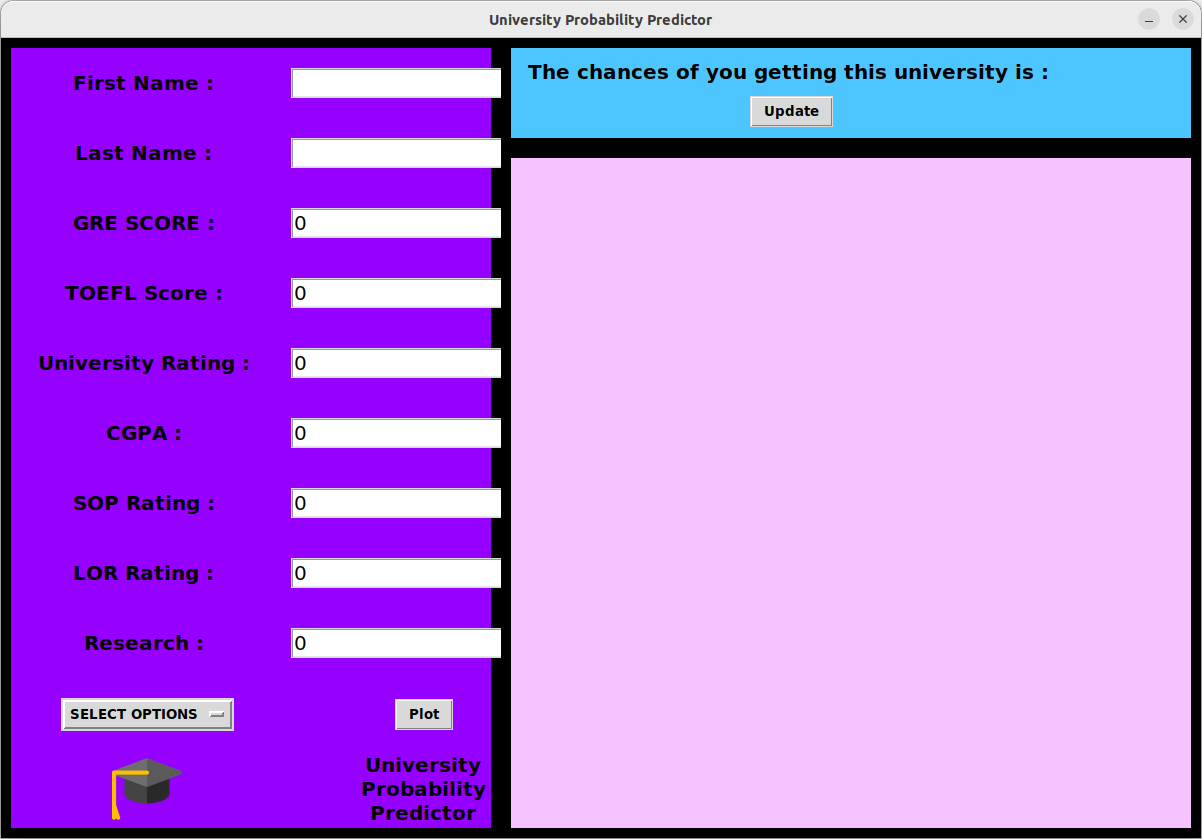 University Probability Predictor
First Name :
Last Name :
GRE SCORE :
0
TOEFL Score :
0
University Rating :
0
CGPA :
0
SOP Rating :
0
LOR Rating :
0
Research :
0
SELECT OPTIONS
Plot
University
Probability
Predictor
The chances of you getting this university is :
Update